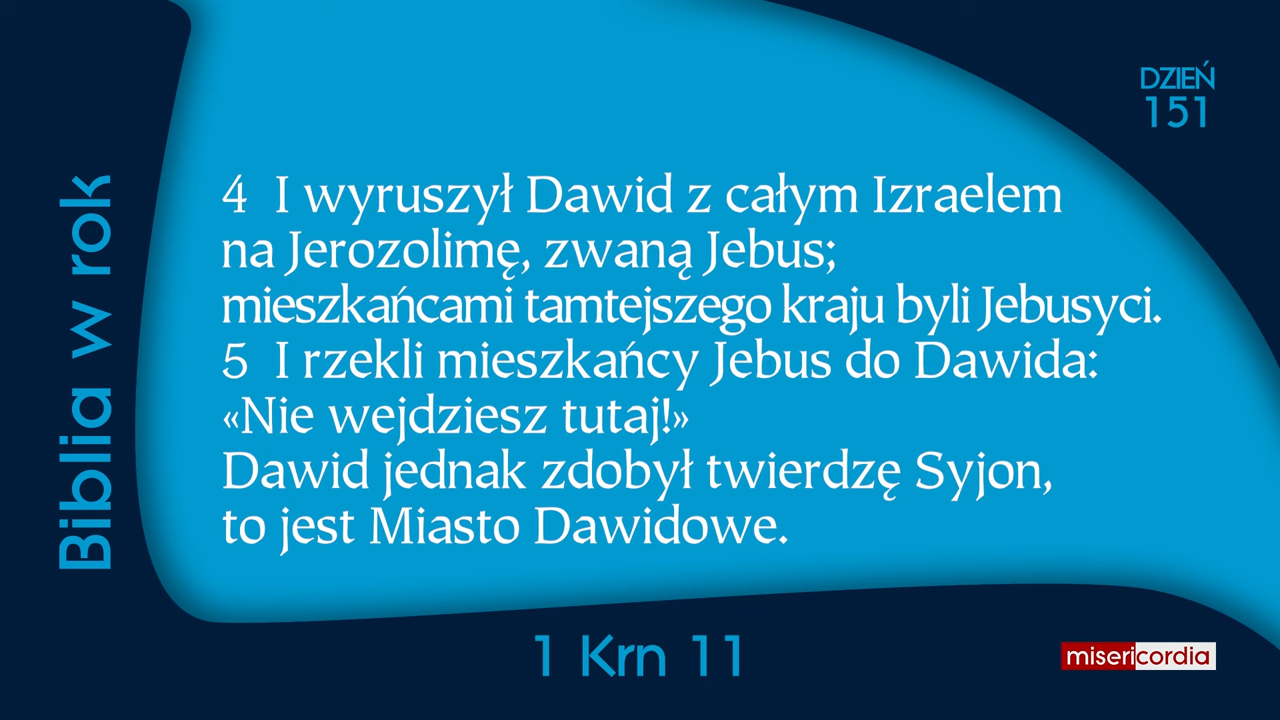 DZIEŃ
151
Biblia w rok
4 I wyruszył Dawid z całym Izraelem
na Jerozolimę, zwaną Jebus;
mieszkańcami tamtejszego kraju byli Jebusyci.
5 I rzekli mieszkańcy Jebus do Dawida:
«Nie wejdziesz tutaj!»
Dawid jednak zdobył twierdzę Syjon,
to jest Miasto Dawidowe.
1 Krn 11
misericordia